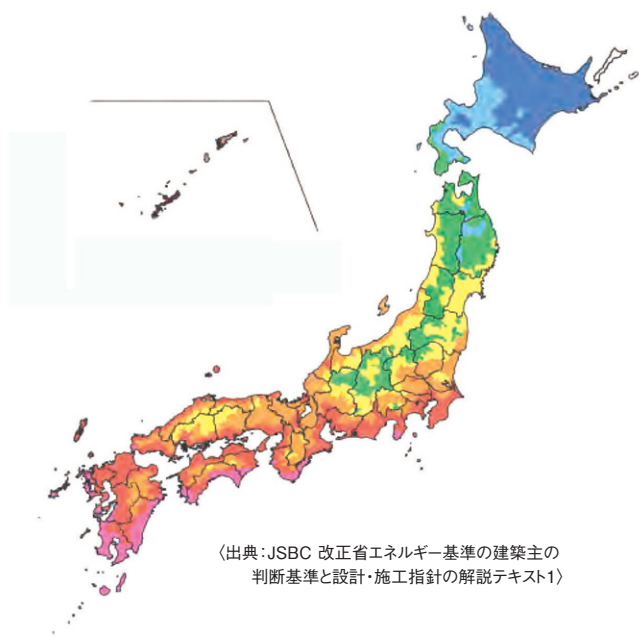 〈出典：JSBC 改正省エネルギー基準の建築主の
判断基準と設計・施工指針の解説テキスト1〉